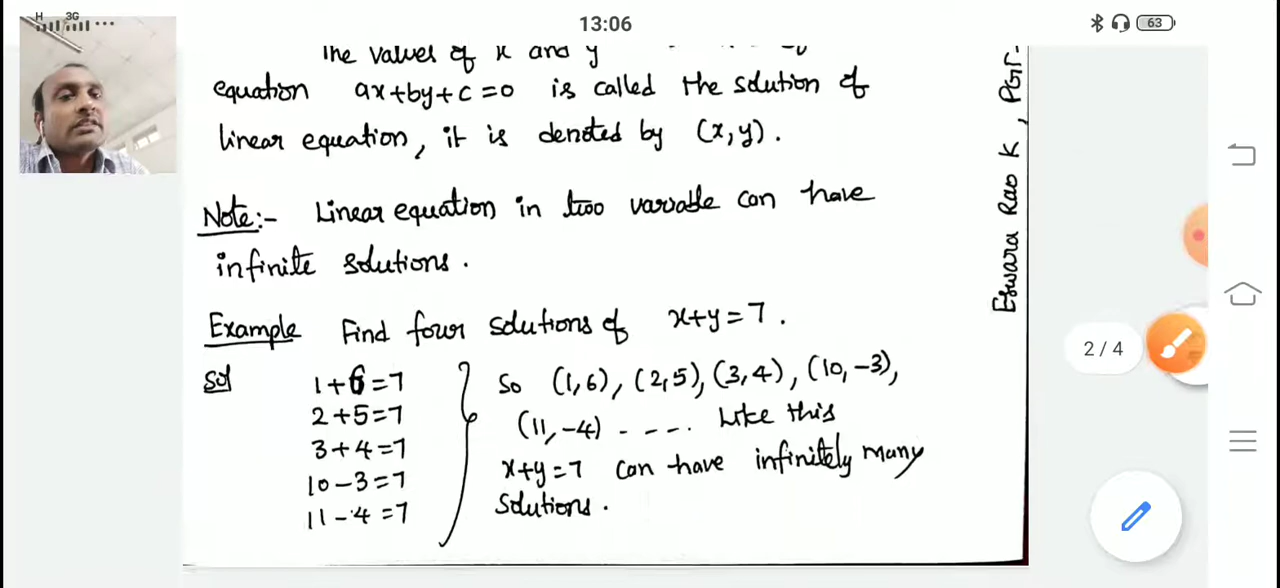 H 3G
13:06
63
The values of x and y
equation ax+by+c=0 is called the solution of
linear equation, it is denoted by (x,y).
Note:- Linear equation in two variable can have
infinite solutions.
Example Find four solutions of x+y=7.
Sol
1+6=7
2+5=7
3+4=7
10-3=7
11-4=7
So (1,6), (2,5), (3,4), (10,-3),
(11,-4) - - - -. Like this
x+y=7 can have infinitely many
solutions.
Eswara Rao K, PGT-
2/4